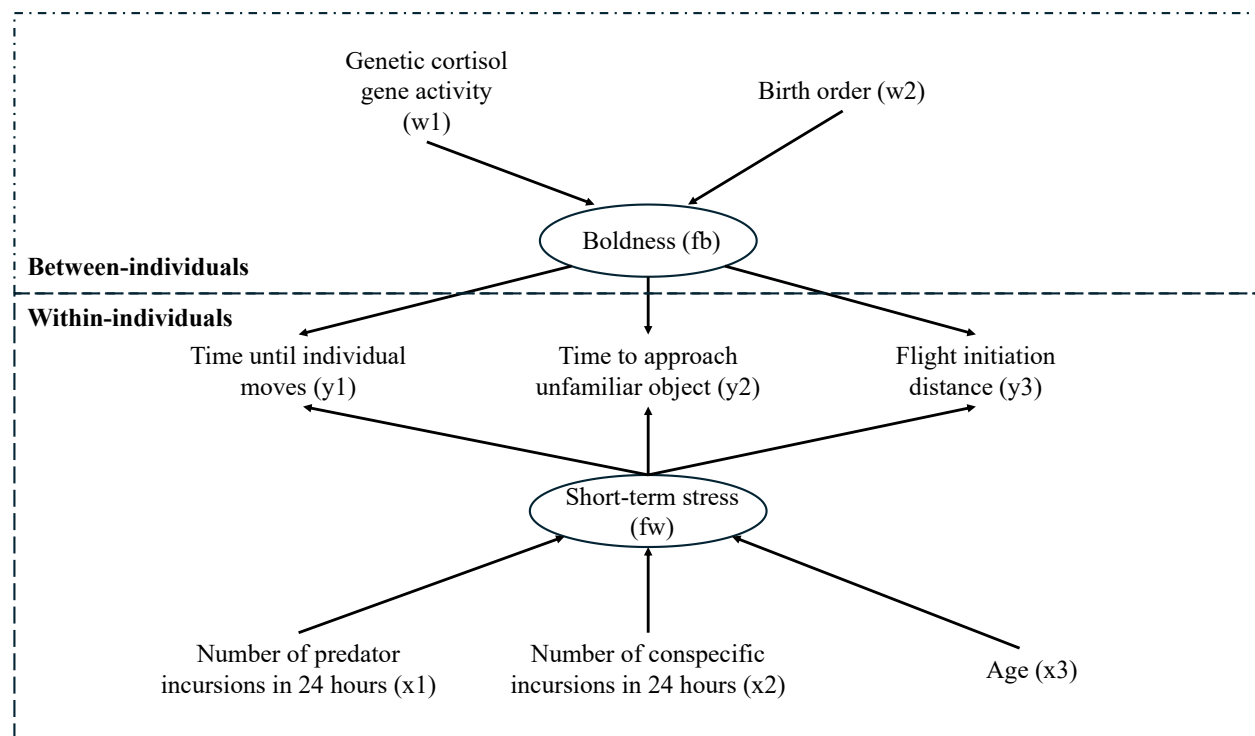 Genetic cortisol
gene activity
(w1)
Birth order (w2)
Boldness (fb)
Between-individuals
Within-individuals
Time until individual
moves (y1)
Time to approach
unfamiliar object (y2)
Flight initiation
distance (y3)
Short-term stress
(fw)
Number of predator
incursions in 24 hours (x1)
Number of conspecific
incursions in 24 hours (x2)
Age (x3)